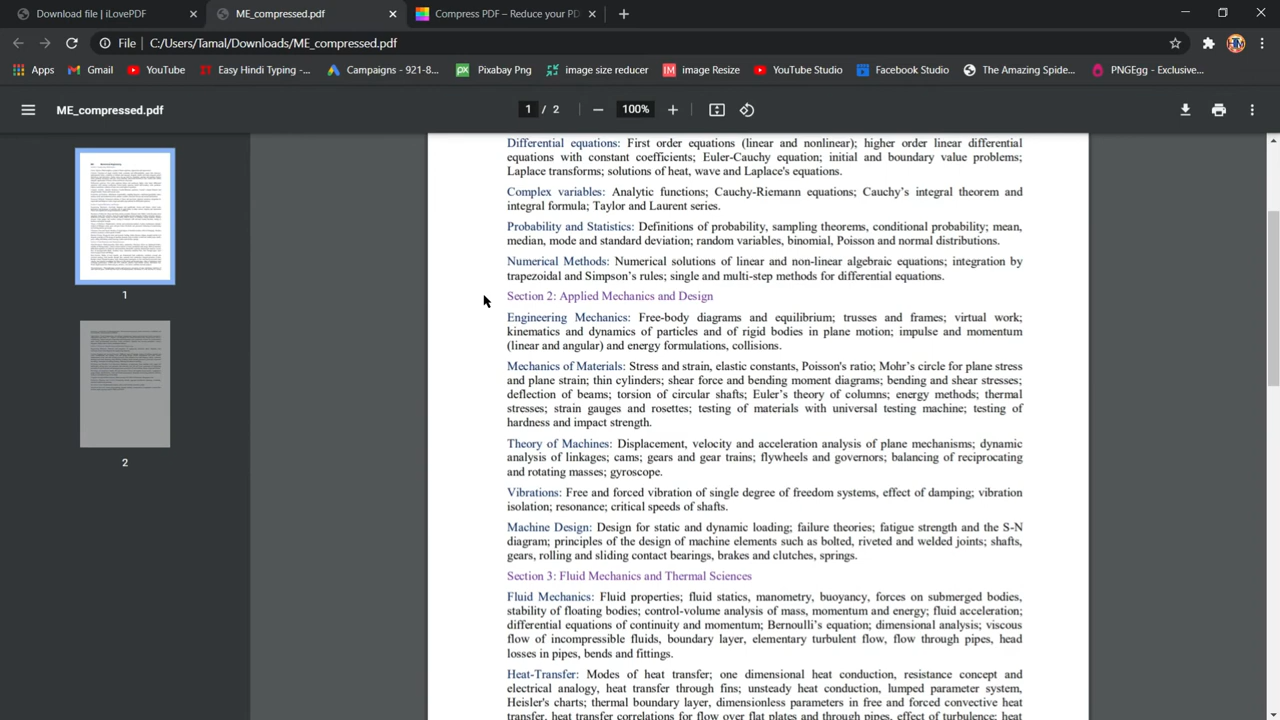 Download file | iLovePDF
ME_compressed.pdf
Compress PDF – Reduce your PD
File
C:/Users/Tamal/Downloads/ME_compressed.pdf
Apps
Gmail
YouTube
Easy Hindi Typing -...
Campaigns - 921-8...
px
Pixabay Png
image size reducer
IM
image Resize
YouTube Studio
Facebook Studio
The Amazing Spide...
PNGEgg - Exclusive...
ME_compressed.pdf
1 / 2
100%
Differential equations: First order equations (linear and nonlinear); higher order linear differential
equations with constant coefficients; Euler-Cauchy equation; initial and boundary value problems;
Laplace transforms; solutions of heat, wave and Laplace's equations.
Complex variables: Analytic functions; Cauchy-Riemann equations; Cauchy's integral theorem and
integral formula; Taylor and Laurent series.
Probability and Statistics: Definitions of probability, sampling theorems, conditional probability; mean,
median, mode and standard deviation; random variables, binomial, Poisson and normal distributions.
Numerical Methods: Numerical solutions of linear and non-linear algebraic equations; integration by
trapezoidal and Simpson's rules; single and multi-step methods for differential equations.
Section 2: Applied Mechanics and Design
Engineering Mechanics: Free-body diagrams and equilibrium; trusses and frames; virtual work;
kinematics and dynamics of particles and of rigid bodies in plane motion; impulse and momentum
(linear and angular) and energy formulations, collisions.
Mechanics of Materials: Stress and strain, elastic constants, Poisson's ratio; Mohr's circle for plane stress
and plane strain; thin cylinders; shear force and bending moment diagrams; bending and shear stresses;
deflection of beams; torsion of circular shafts; Euler's theory of columns; energy methods; thermal
stresses; strain gauges and rosettes; testing of materials with universal testing machine; testing of
hardness and impact strength.
Theory of Machines: Displacement, velocity and acceleration analysis of plane mechanisms; dynamic
analysis of linkages; cams; gears and gear trains; flywheels and governors; balancing of reciprocating
and rotating masses; gyroscope.
Vibrations: Free and forced vibration of single degree of freedom systems, effect of damping; vibration
isolation; resonance; critical speeds of shafts.
Machine Design: Design for static and dynamic loading; failure theories; fatigue strength and the S-N
diagram; principles of the design of machine elements such as bolted, riveted and welded joints; shafts,
gears, rolling and sliding contact bearings, brakes and clutches, springs.
Section 3: Fluid Mechanics and Thermal Sciences
Fluid Mechanics: Fluid properties; fluid statics, manometry, buoyancy, forces on submerged bodies,
stability of floating bodies; control-volume analysis of mass, momentum and energy; fluid acceleration;
differential equations of continuity and momentum; Bernoulli's equation; dimensional analysis; viscous
flow of incompressible fluids, boundary layer, elementary turbulent flow, flow through pipes, head
losses in pipes, bends and fittings.
Heat-Transfer: Modes of heat transfer; one dimensional heat conduction, resistance concept and
electrical analogy, heat transfer through fins; unsteady heat conduction, lumped parameter system,
Heisler's charts; thermal boundary layer, dimensionless parameters in free and forced convective heat
transfer, heat transfer correlations for flow over flat plates and through pipes, effect of turbulence; heat
1
2